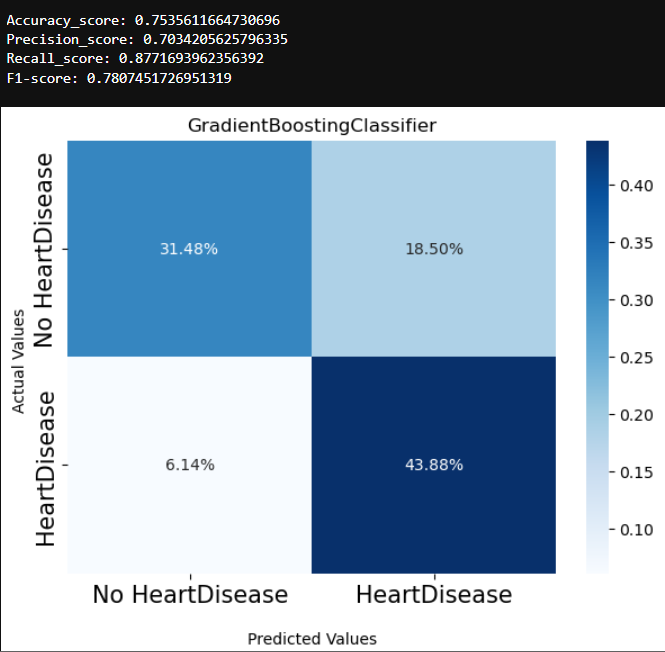 Accuracy_score: 0.7535611664730696
Precision_score: 0.7034205625796335
Recall_score: 0.8771693962356392
F1-score: 0.7807451726951319
GradientBoostingClassifier
Actual Values
No HeartDisease
HeartDisease
31.48%
18.50%
6.14%
43.88%
No HeartDisease
HeartDisease
Predicted Values
0.40
0.35
0.30
0.25
0.20
0.15
0.10